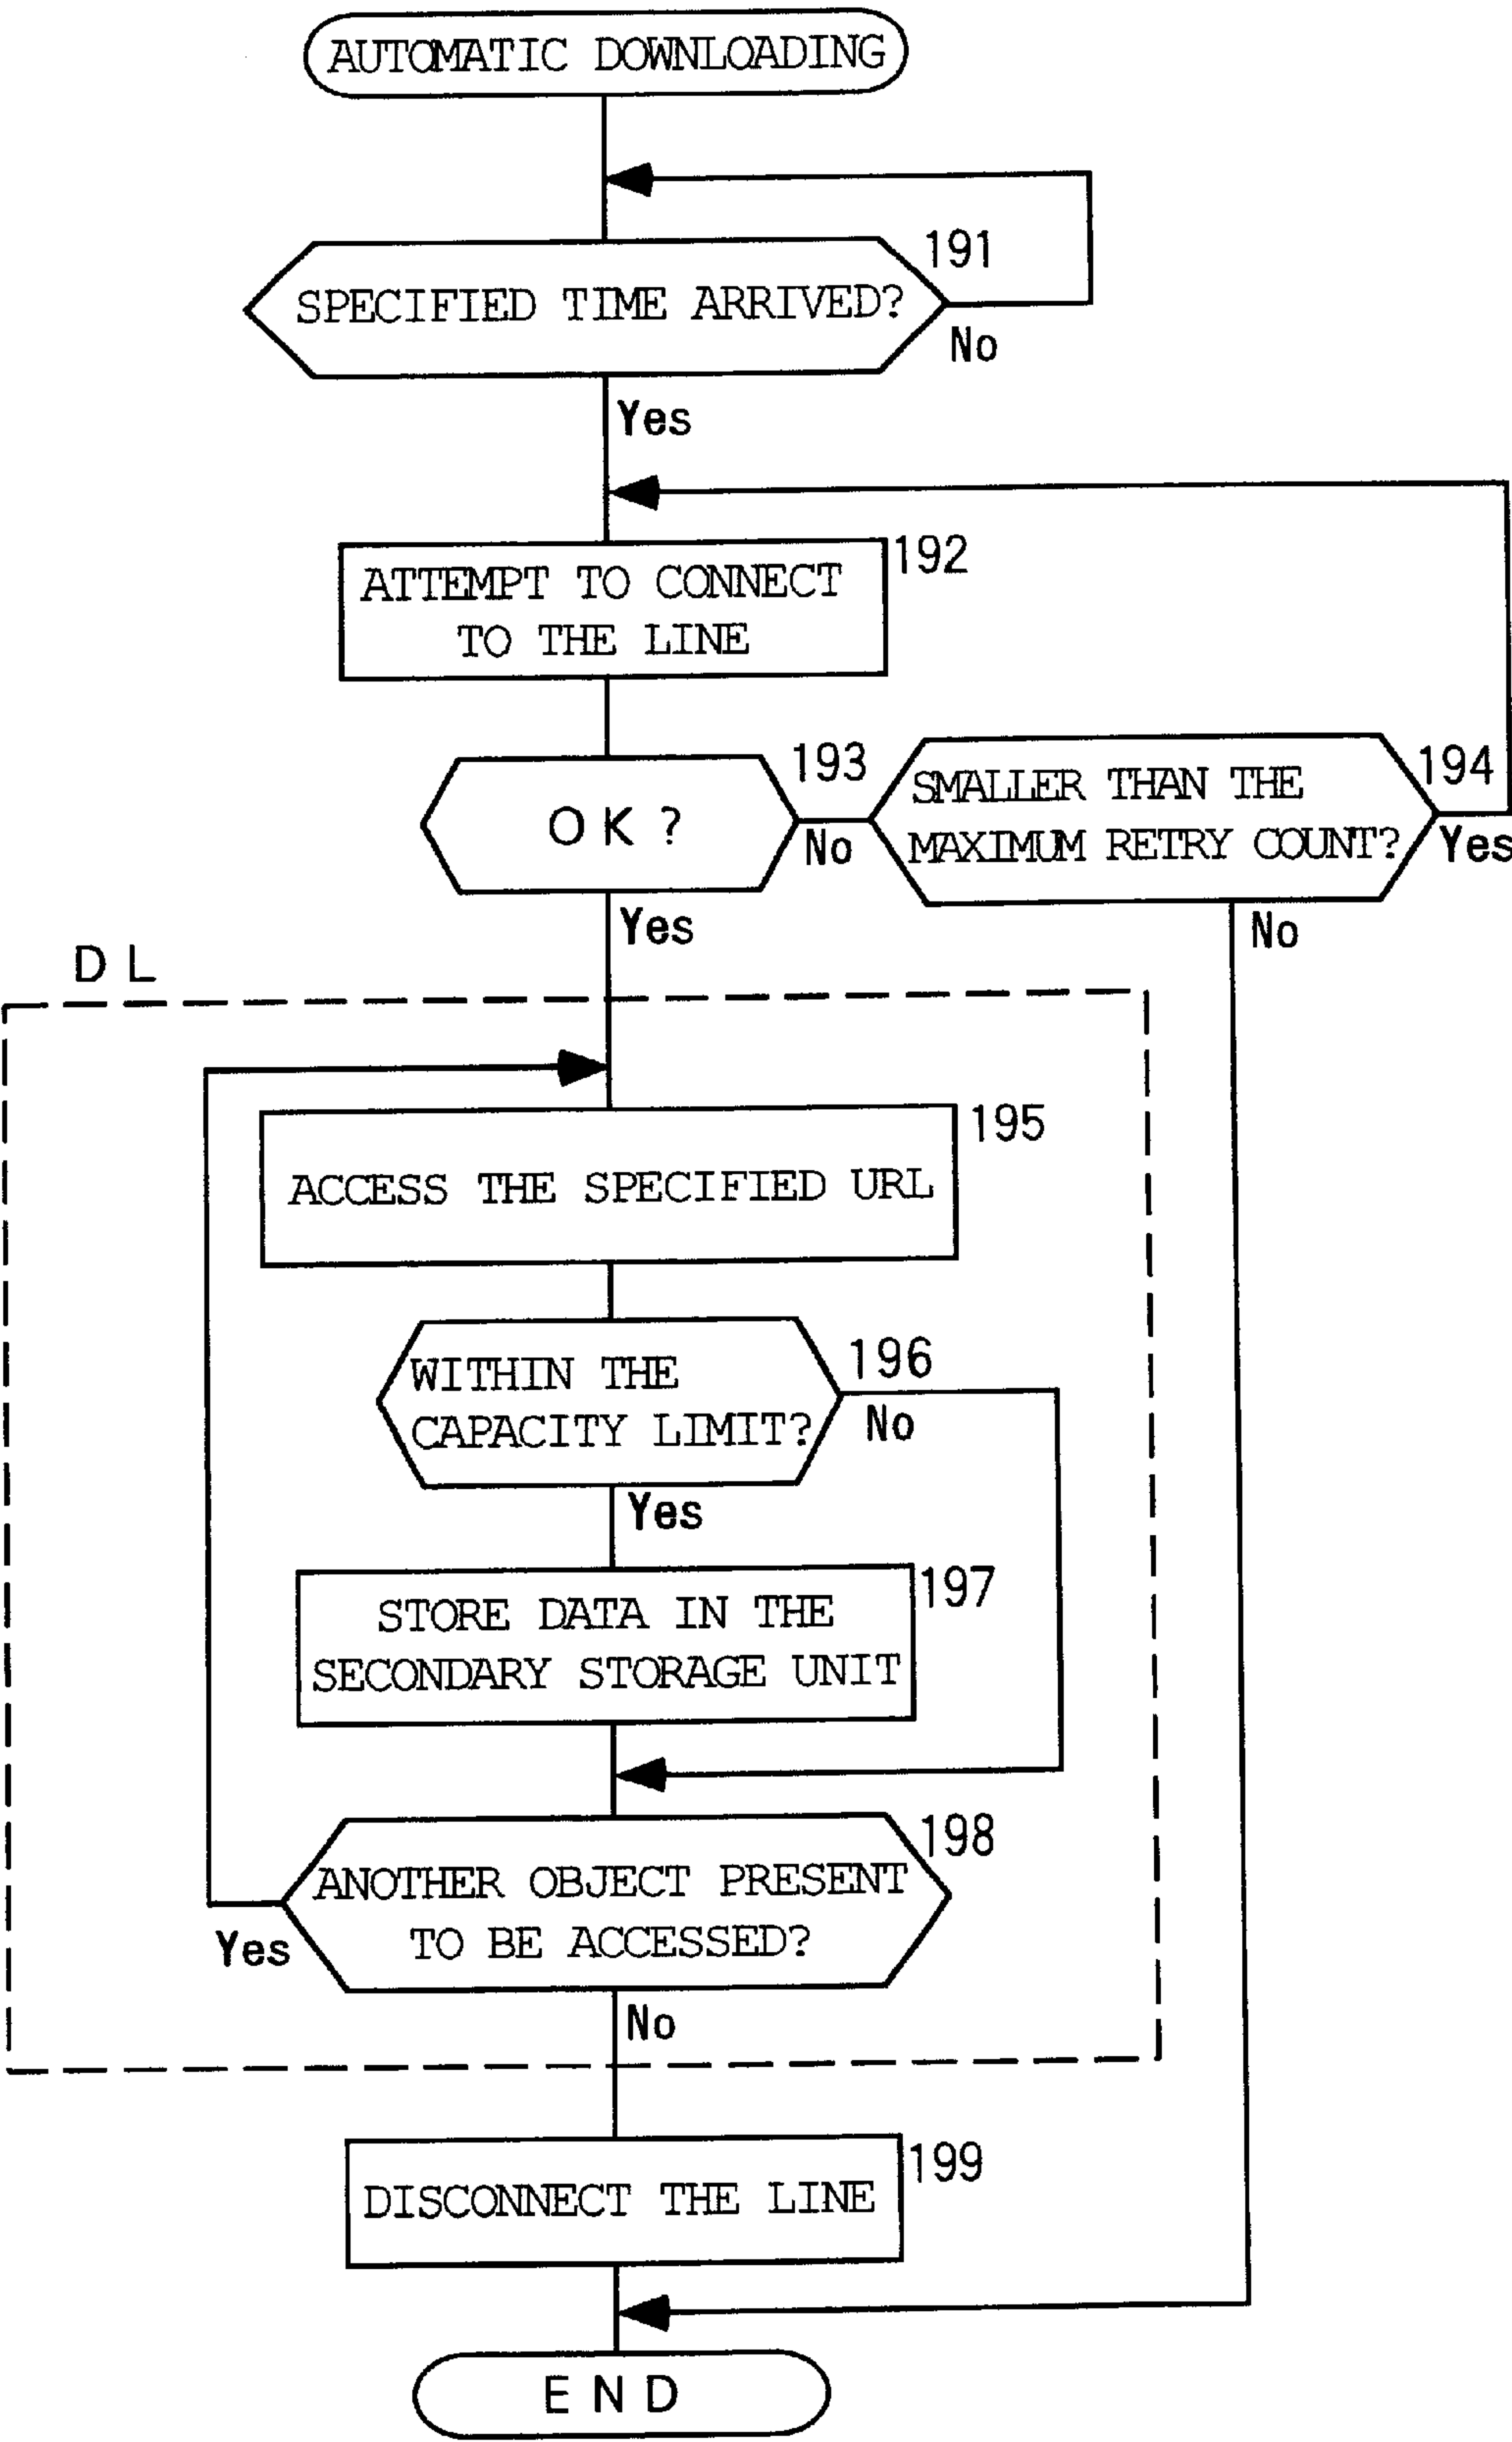 AUTOMATIC DOWNLOADING
191
SPECIFIED TIME ARRIVED?
No
Yes
192
ATTEMPT TO CONNECT
TO THE LINE
193
OK?
No
Yes
194
SMALLER THAN THE
MAXIMUM RETRY COUNT?
Yes
No
DL
195
ACCESS THE SPECIFIED URL
196
WITHIN THE
CAPACITY LIMIT?
No
Yes
197
STORE DATA IN THE
SECONDARY STORAGE UNIT
198
ANOTHER OBJECT PRESENT
TO BE ACCESSED?
Yes
No
199
DISCONNECT THE LINE
END